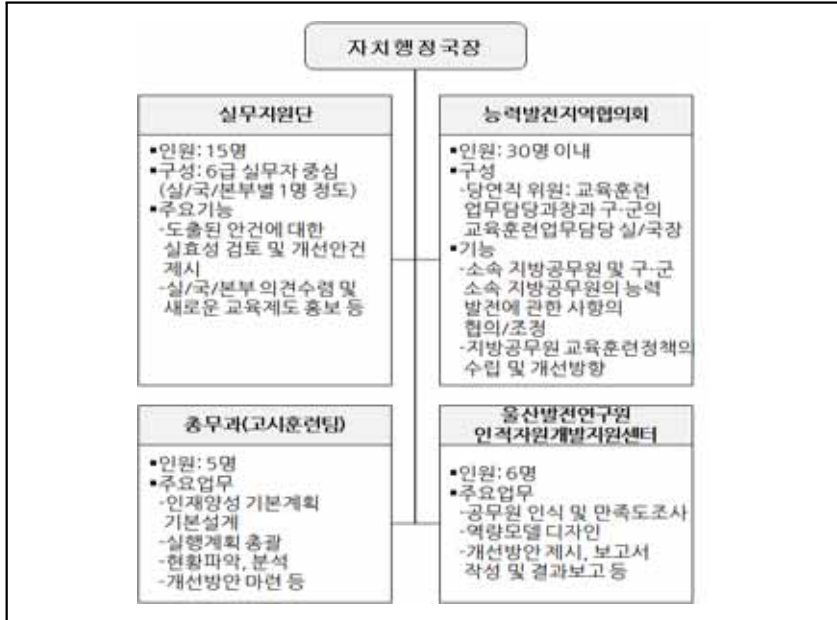 자치행정국장
실무지원단
▪인원: 15명
▪구성: 6급 실무자 중심
(실/국/본부별 1명 정도)
▪주요기능
-도출된 안건에 대한
실효성 검토 및 개선안건
제시
-실/국/본부 의견수렴 및
새로운 교육제도 홍보 등
능력발전지역협의회
▪인원: 30명 이내
▪구성
-당연직 위원: 교육훈련
업무담당과장과 구·군의
교육훈련업무담당 실/국장
▪기능
-소속 지방공무원 및 구·군
소속 지방공무원의 능력
발전에 관한 사항의
협의/조정
-지방공무원 교육훈련정책의
수립 및 개선방향
총무과(고시훈련팀)
▪인원: 5명
▪주요업무
-인재양성 기본계획
기본설계
-실행계획 총괄
-현황파악, 분석
-개선방안 마련 등
울산발전연구원
인적자원개발지원센터
▪인원: 6명
▪주요업무
-공무원 인식 및 만족도조사
-역량모델 디자인
-개선방안 제시, 보고서
작성 및 결과보고 등